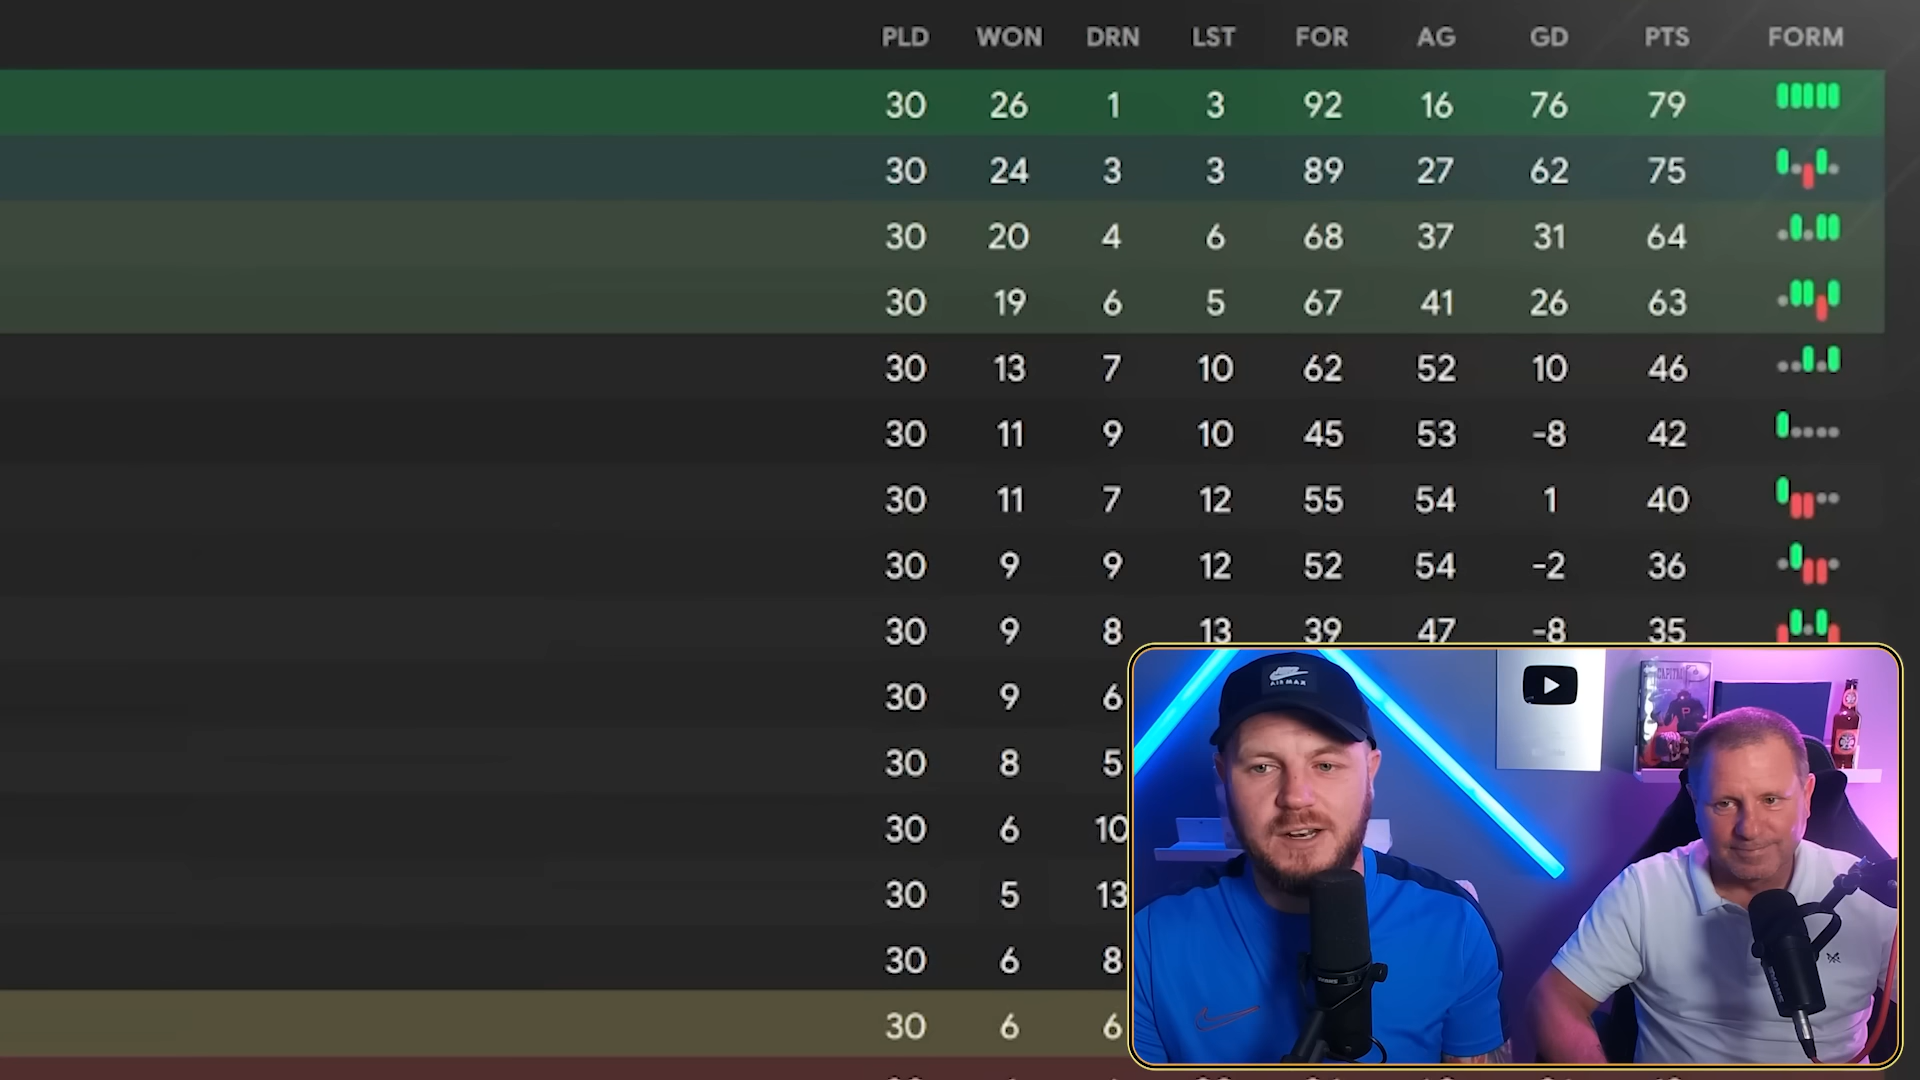 PLD WON DRN LST FOR AG GD PTS FORM
30 26 1 3 92 16 76 79
30 24 3 3 89 27 62 75
30 20 4 6 68 37 31 64
30 19 6 5 67 41 26 63
30 13 7 10 62 52 10 46
30 11 9 10 45 53 -8 42
30 11 7 12 55 54 1 40
30 9 9 12 52 54 -2 36
30 9 8 13 39 47 -8 35
30 9 6
30 8 5
30 6 10
30 5 13
30 6 8
30 6 6
AIR MAX